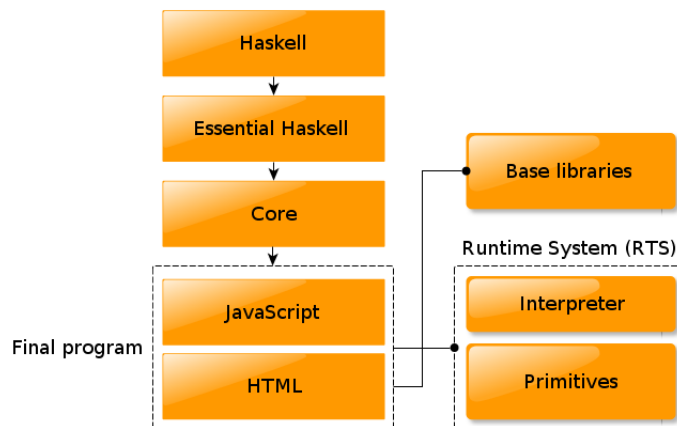 Haskell
Essential Haskell
Core
Base libraries
Runtime System (RTS)
JavaScript
Interpreter
Final program
HTML
Primitives